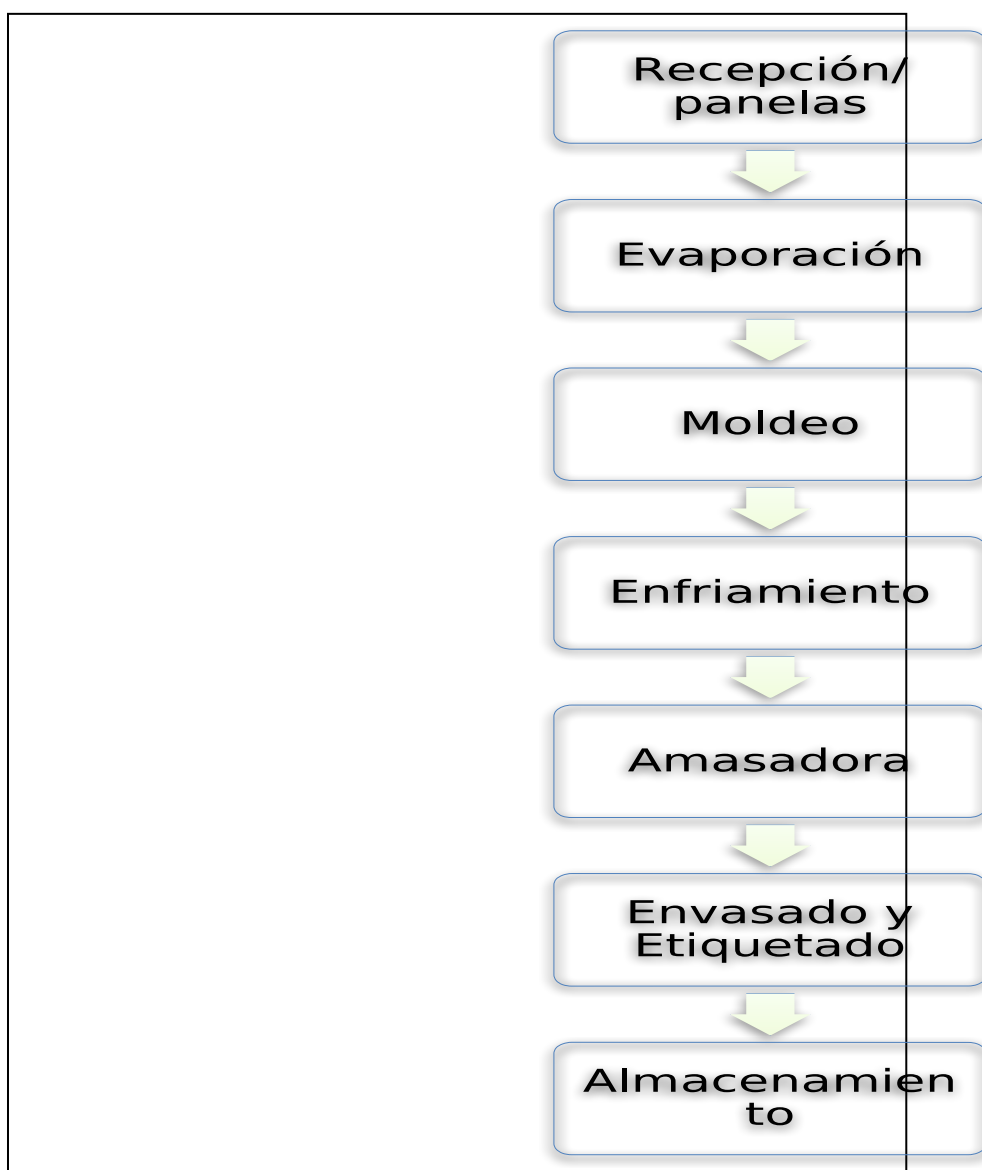 Recepción/
panelas
Evaporación
Moldeo
Enfriamiento
Amasadora
Envasado y
Etiquetado
Almacenamien
to